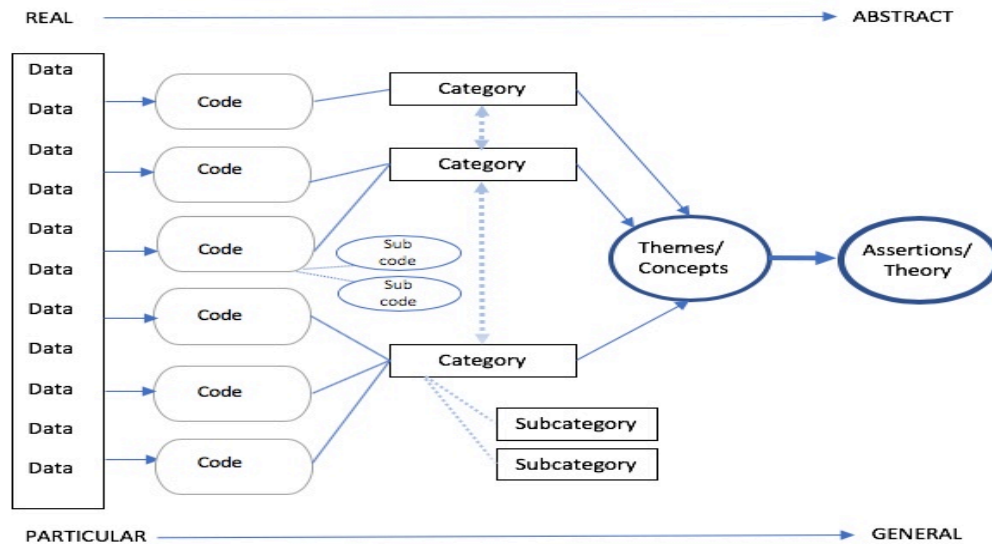 REAL
ABSTRACT
Data
Data
Data
Data
Data
Data
Data
Data
Data
Data
Data
Code
Code
Code
Sub
code
Sub
code
Code
Code
Code
Category
Category
Category
Subcategory
Subcategory
Themes/
Concepts
Assertions/
Theory
PARTICULAR
GENERAL